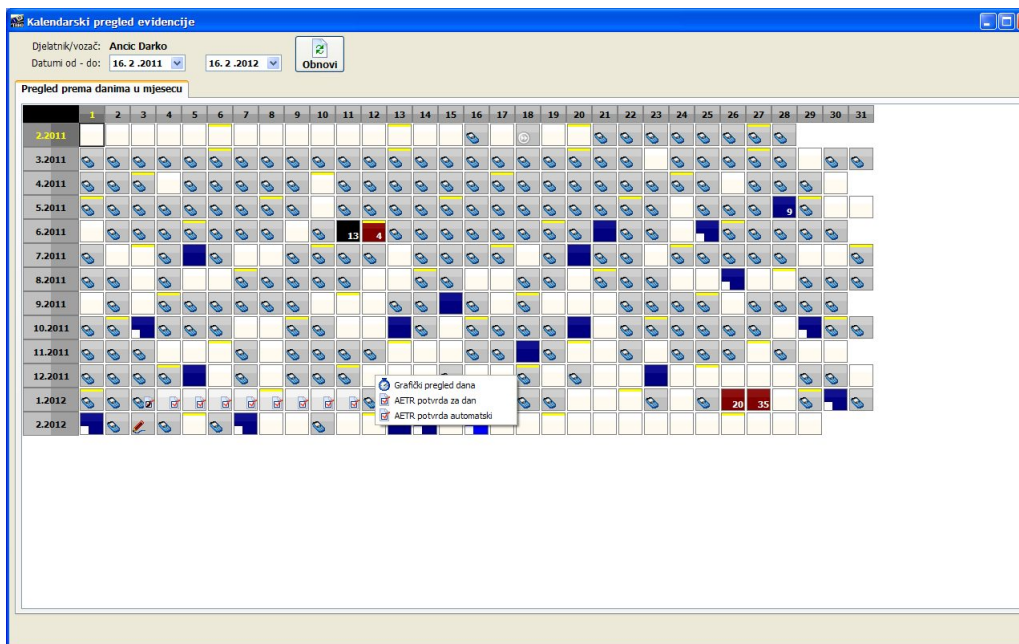 Kalendarski pregled evidencije
Djelatnik/vozač: Ancic Darko
Datumi od - do: 16. 2 .2011 16. 2 .2012 Obnovi
Pregled prema danima u mjesecu
1 2 3 4 5 6 7 8 9 10 11 12 13 14 15 16 17 18 19 20 21 22 23 24 25 26 27 28 29 30 31
2.2011
3.2011
4.2011
5.2011 9
6.2011 13 4
7.2011
8.2011
9.2011
10.2011
11.2011
12.2011
1.2012 20 35
2.2012
Grafički pregled dana
AETR potvrda za dan
AETR potvrda automatski